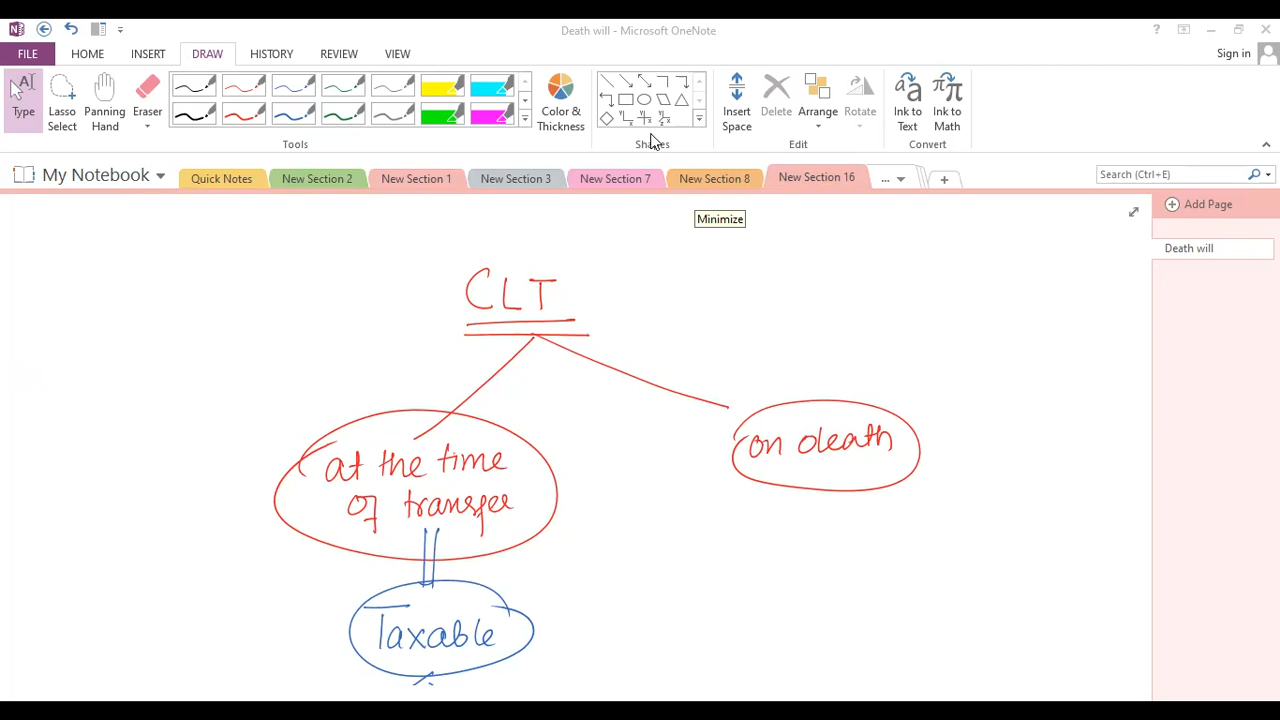 Death will - Microsoft OneNote
FILE HOME INSERT DRAW HISTORY REVIEW VIEW
Sign in
Type
Lasso Select
Panning Hand
Eraser
Color & Thickness
Insert Space
Delete
Arrange
Rotate
Ink to Text
Ink to Math
Tools
Shapes
Edit
Convert
My Notebook
Quick Notes
New Section 2
New Section 1
New Section 3
New Section 7
New Section 8
New Section 16
...
Search (Ctrl+E)
Add Page
Minimize
Death will
CLT
at the time
of transfer
on death
Taxable